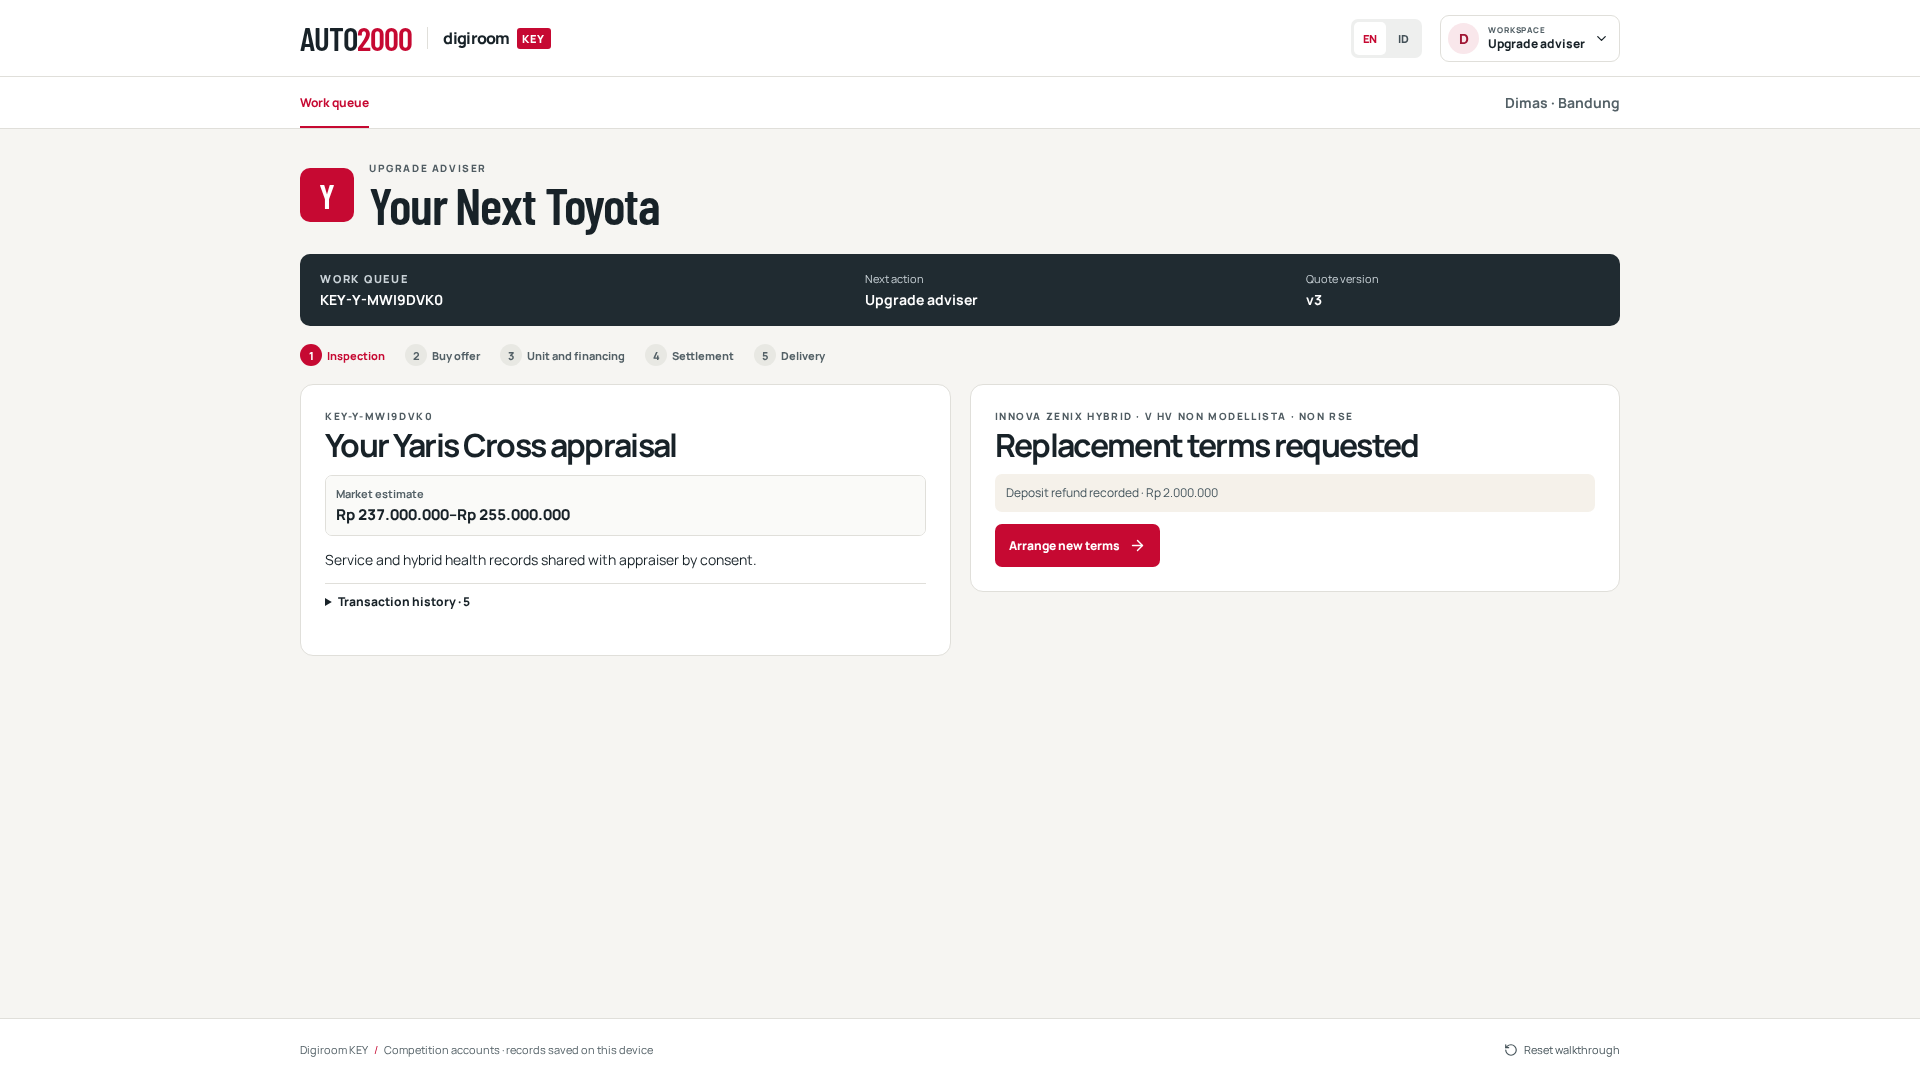 AUTO2000
digiroom KEY
EN ID
D
WORKSPACE
Upgrade adviser
Work queue
Dimas · Bandung
Y
UPGRADE ADVISER
Your Next Toyota
WORK QUEUE
KEY-Y-MWI9DVK0
Next action
Upgrade adviser
Quote version
v3
1 Inspection
2 Buy offer
3 Unit and financing
4 Settlement
5 Delivery
KEY-Y-MWI9DVK0
Your Yaris Cross appraisal
Market estimate
Rp 237.000.000–Rp 255.000.000
Service and hybrid health records shared with appraiser by consent.
Transaction history · 5
INNOVA ZENIX HYBRID · V HV NON MODELLISTA · NON RSE
Replacement terms requested
Deposit refund recorded · Rp 2.000.000
Arrange new terms
Digiroom KEY / Competition accounts · records saved on this device
Reset walkthrough